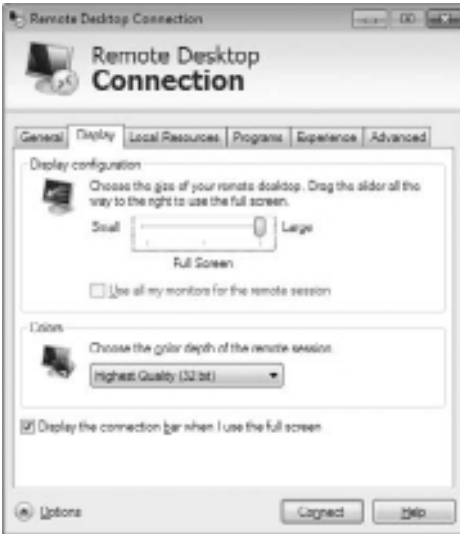 Remote Desktop Connection
Remote Desktop
Connection
General Display Local Resources Programs Experience Advanced
Display configuration
Choose the size of your remote desktop. Drag the slider all the
way to the right to use the full screen.
Small Large
Full Screen
Use all my monitors for the remote session
Colors
Choose the color depth of the remote session.
Highest Quality (32 bit)
Display the connection bar when I use the full screen
Options Connect Help